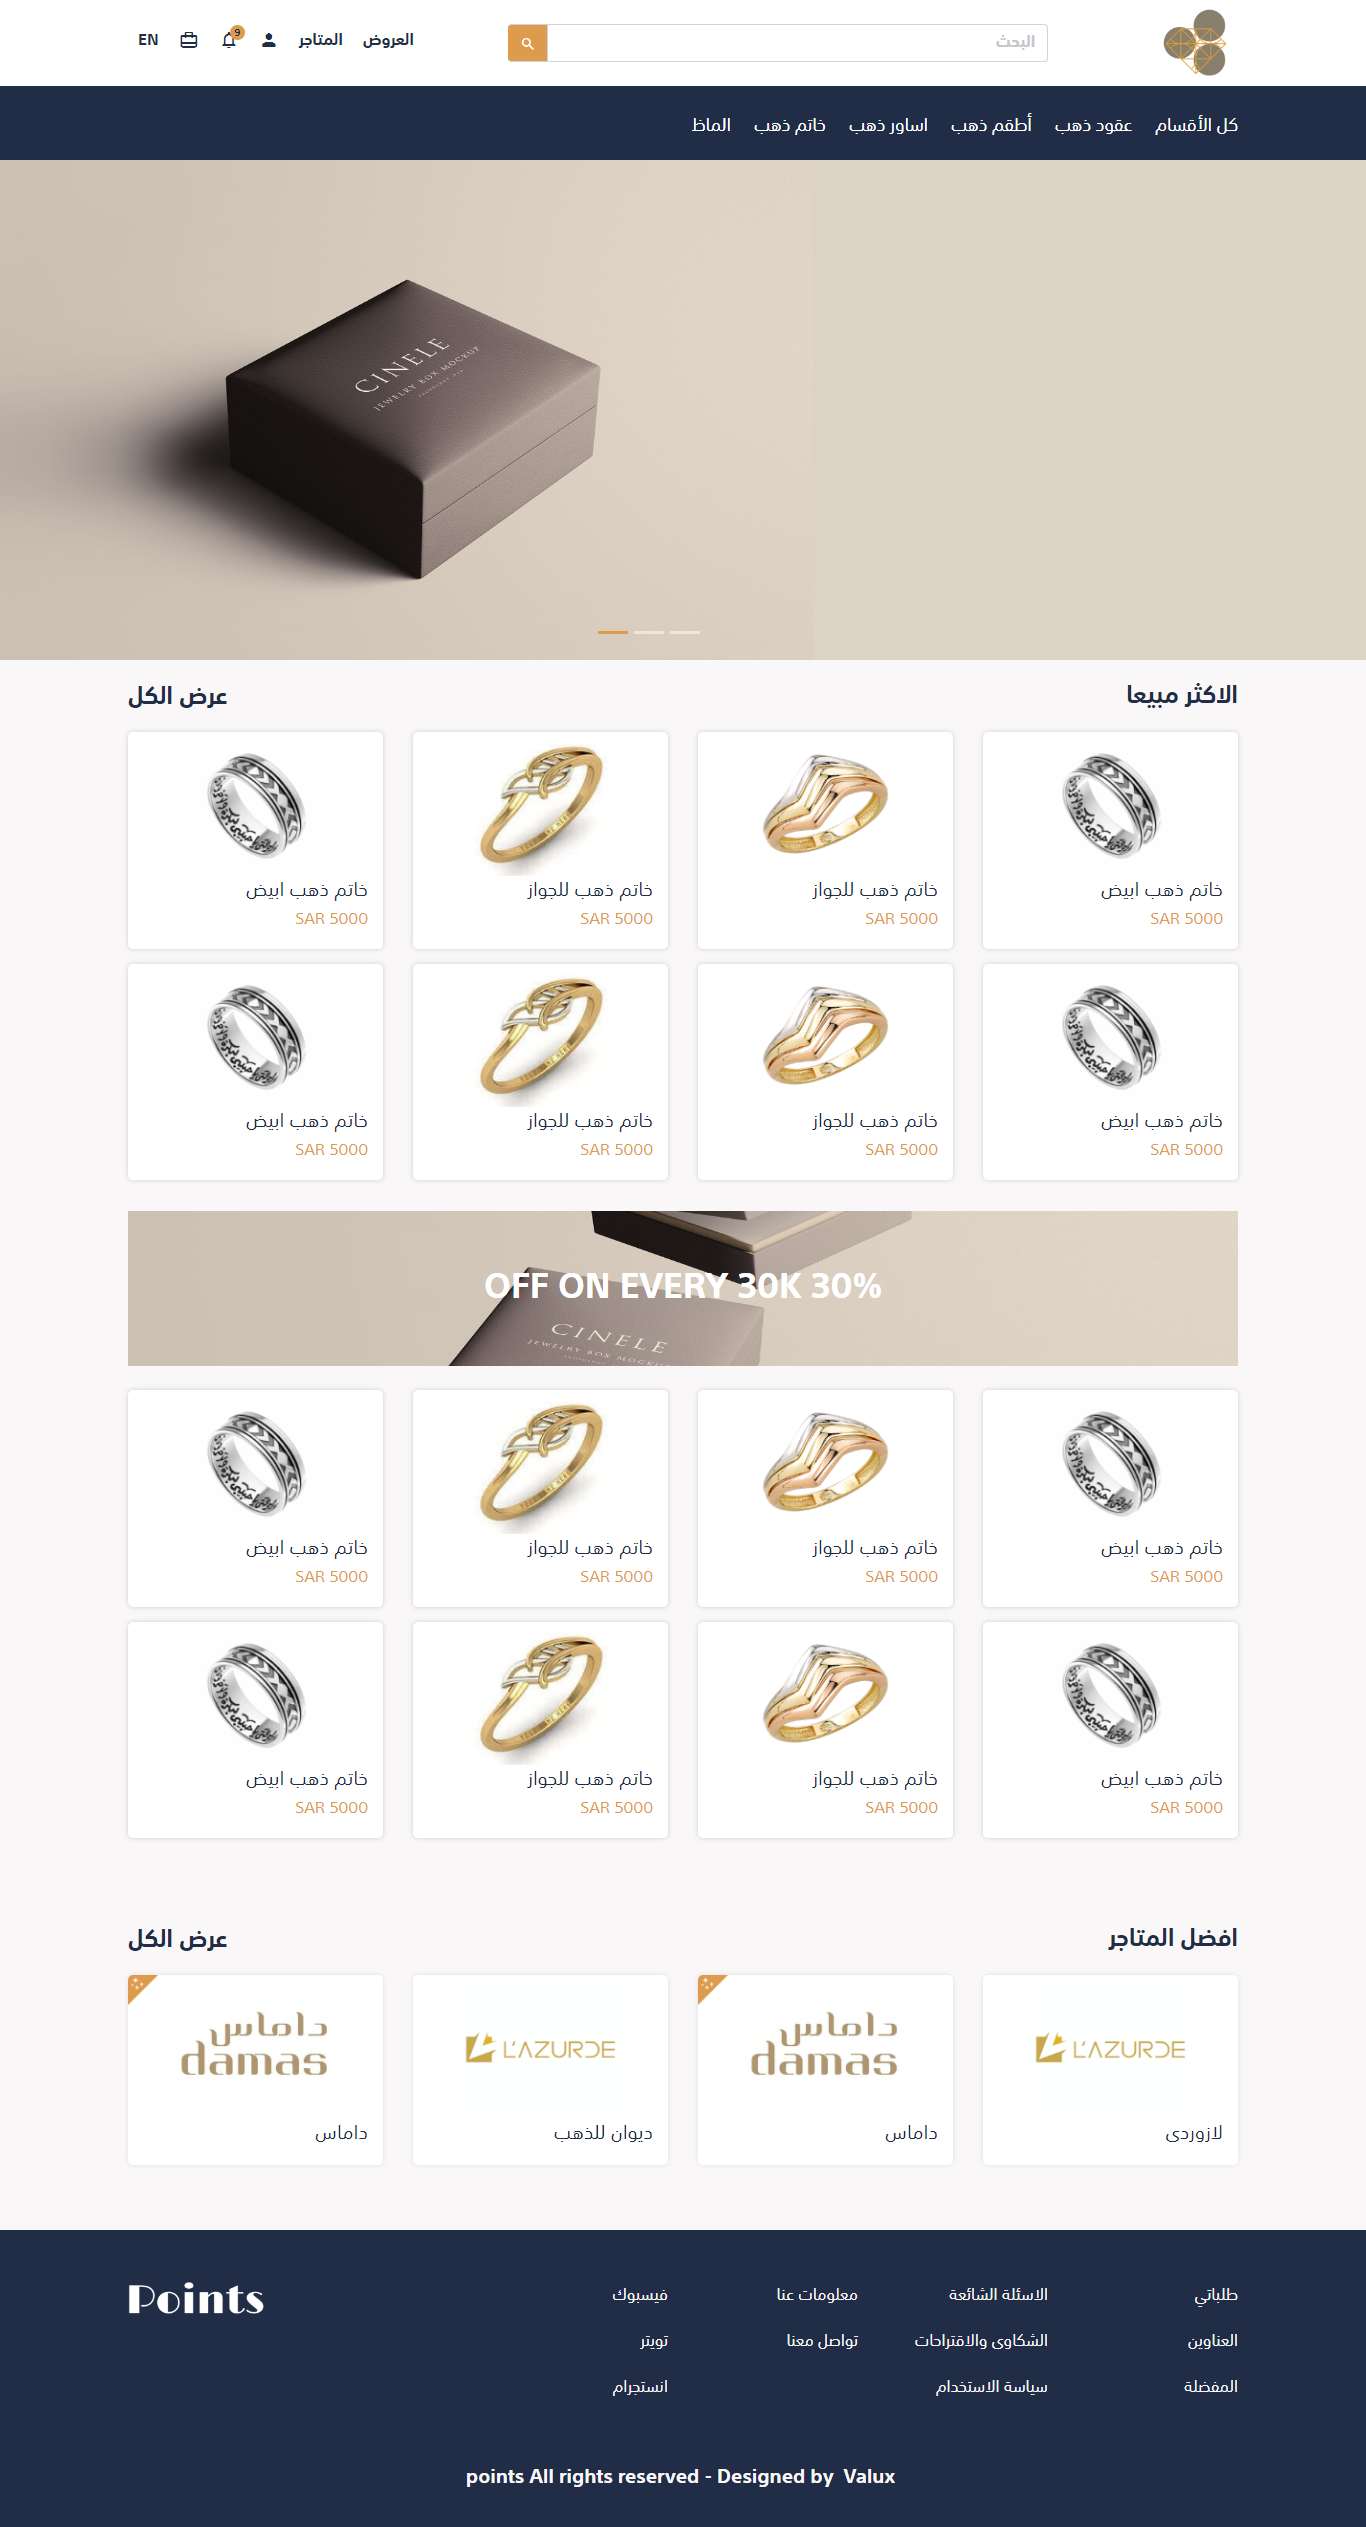 البحث
العروض
المتاجر
9
EN
كل الأقسام
عقود ذهب
أطقم ذهب
اساور ذهب
خاتم ذهب
الماظ
CINELE
JEWELRY BOX MOCKUP
الاكثر مبيعا
عرض الكل
خاتم ذهب ابيض
SAR 5000
خاتم ذهب للجواز
SAR 5000
خاتم ذهب للجواز
SAR 5000
خاتم ذهب ابيض
SAR 5000
خاتم ذهب ابيض
SAR 5000
خاتم ذهب للجواز
SAR 5000
خاتم ذهب للجواز
SAR 5000
خاتم ذهب ابيض
SAR 5000
OFF ON EVERY 30K 30%
CINELE
JEWELRY BOX MOCKUP
خاتم ذهب ابيض
SAR 5000
خاتم ذهب للجواز
SAR 5000
خاتم ذهب للجواز
SAR 5000
خاتم ذهب ابيض
SAR 5000
خاتم ذهب ابيض
SAR 5000
خاتم ذهب للجواز
SAR 5000
خاتم ذهب للجواز
SAR 5000
خاتم ذهب ابيض
SAR 5000
افضل المتاجر
عرض الكل
L'AZURDE
لازوردى
داماس
damas
داماس
L'AZURDE
ديوان للذهب
داماس
damas
داماس
طلباتي
العناوين
المفضلة
الاسئلة الشائعة
الشكاوى والاقتراحات
سياسة الاستخدام
معلومات عنا
تواصل معنا
فيسبوك
تويتر
انستجرام
Points
points All rights reserved - Designed by Valux